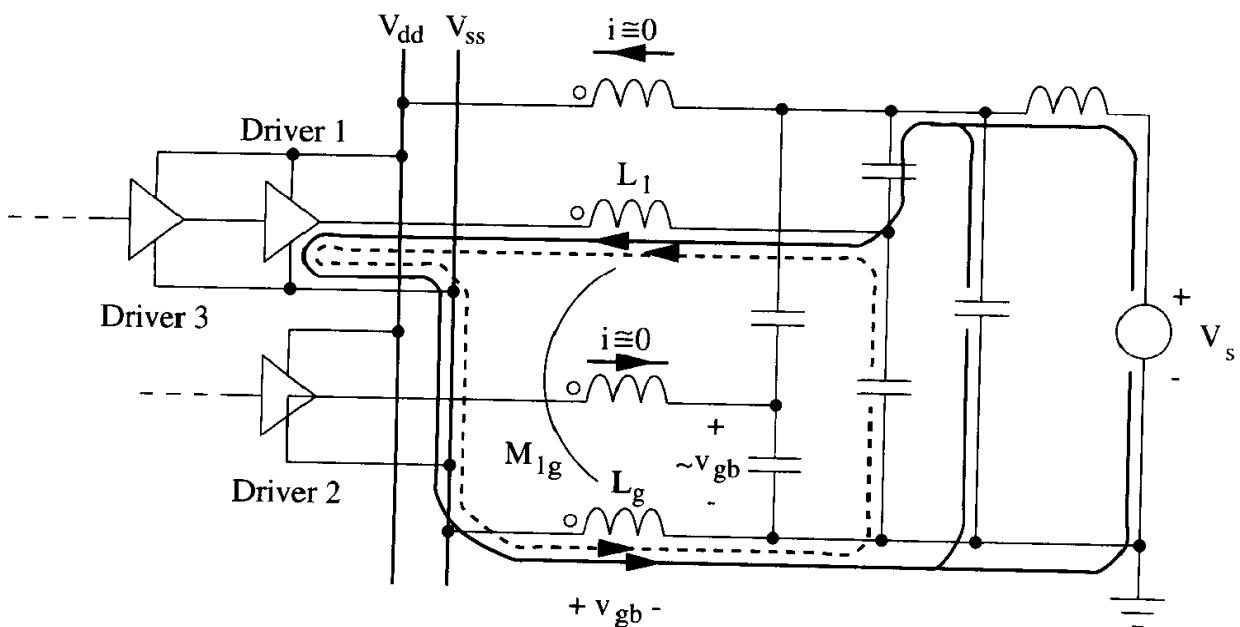 V_dd V_ss
i≅0
Driver 1
L_1
Driver 3
i≅0
+
V_s
-
+
M_1g
~v_gb
-
L_g
Driver 2
+ v_gb -